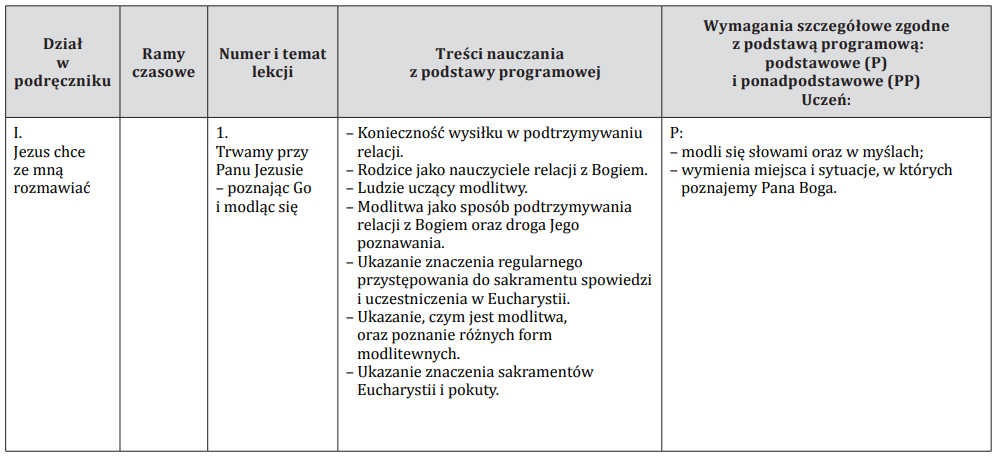 Dział
w
podręczniku
Ramy
czasowe
Numer i temat
lekcji
Treści nauczania
z podstawy programowej
Wymagania szczegółowe zgodne
z podstawą programową:
podstawowe (P)
i ponadpodstawowe (PP)
Uczeń:
I.
Jezus chce
ze mną
rozmawiać
1.
Trwamy przy
Panu Jezusie
– poznając Go
i modląc się
– Konieczność wysiłku w podtrzymywaniu
relacji.
– Rodzice jako nauczyciele relacji z Bogiem.
– Ludzie uczący modlitwy.
– Modlitwa jako sposób podtrzymywania
relacji z Bogiem oraz droga Jego
poznawania.
– Ukazanie znaczenia regularnego
przystępowania do sakramentu spowiedzi
i uczestniczenia w Eucharystii.
– Ukazanie, czym jest modlitwa,
oraz poznanie różnych form
modlitewnych.
– Ukazanie znaczenia sakramentów
Eucharystii i pokuty.
P:
– modli się słowami oraz w myślach;
– wymienia miejsca i sytuacje, w których
poznajemy Pana Boga.